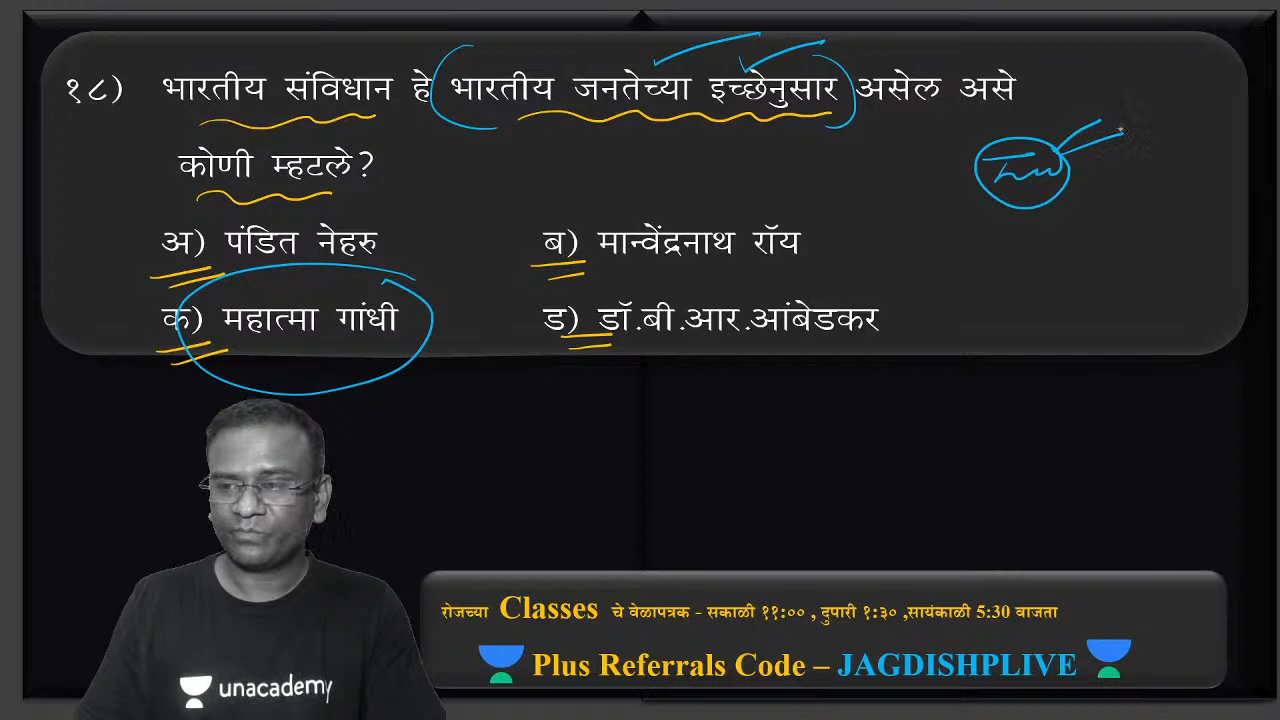 १८) भारतीय संविधान हे भारतीय जनतेच्या इच्छेनुसार असेल असे
कोणी म्हटले?
अ) पंडित नेहरु ब) मान्वेंद्रनाथ रॉय
क) महात्मा गांधी ड) डॉ.बी.आर.आंबेडकर
unacademy
रोजच्या Classes चे वेळापत्रक - सकाळी ११:०० , दुपारी १:३० ,सायंकाळी 5:30 वाजता
Plus Referrals Code – JAGDISHPLIVE